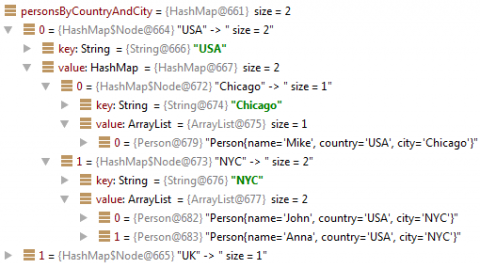 personsByCountryAndCity = {HashMap@661} size = 2
0 = {HashMap$Node@664} "USA" -> " size = 2"
key: String = {String@666} "USA"
value: HashMap = {HashMap@667} size = 2
0 = {HashMap$Node@672} "Chicago" -> " size = 1"
key: String = {String@674} "Chicago"
value: ArrayList = {ArrayList@675} size = 1
0 = {Person@679} "Person{name='Mike', country='USA', city='Chicago'}"
1 = {HashMap$Node@673} "NYC" -> " size = 2"
key: String = {String@676} "NYC"
value: ArrayList = {ArrayList@677} size = 2
0 = {Person@682} "Person{name='John', country='USA', city='NYC'}"
1 = {Person@683} "Person{name='Anna', country='USA', city='NYC'}"
1 = {HashMap$Node@665} "UK" -> " size = 1"